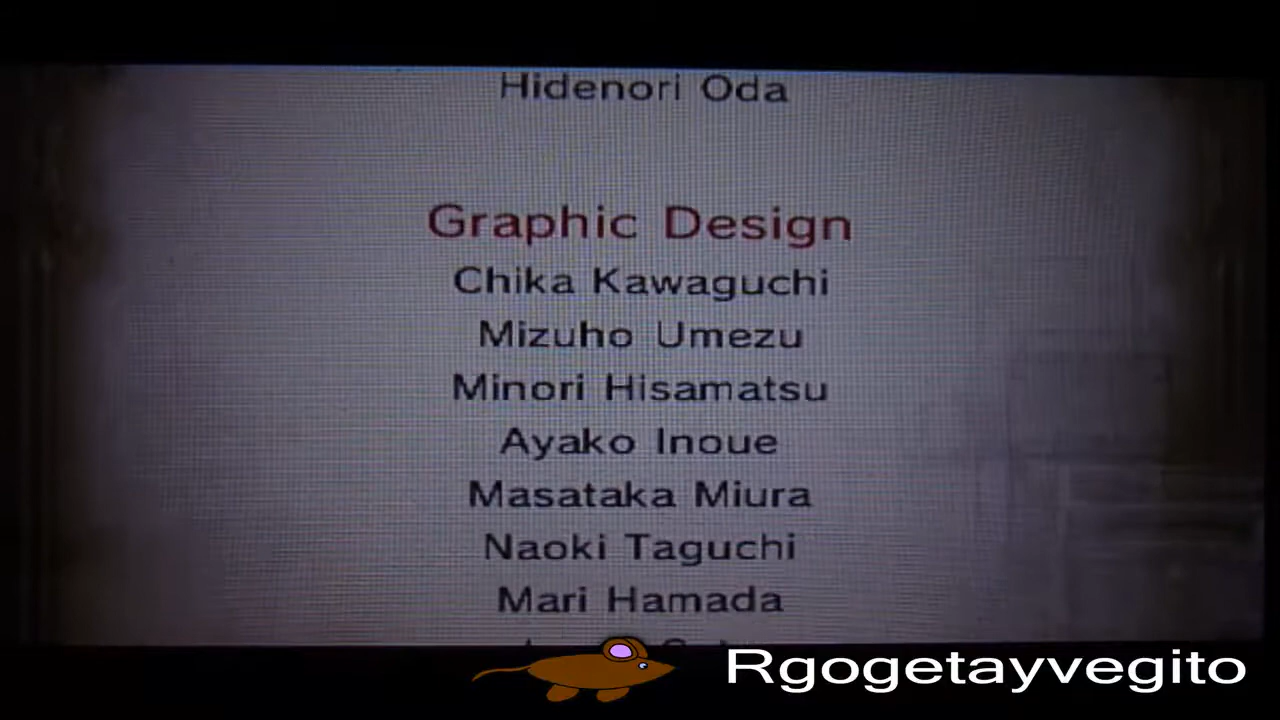 Hidenori Oda
Graphic Design
Chika Kawaguchi
Mizuho Umezu
Minori Hisamatsu
Ayako Inoue
Masataka Miura
Naoki Taguchi
Mari Hamada
Rgogetayvegito